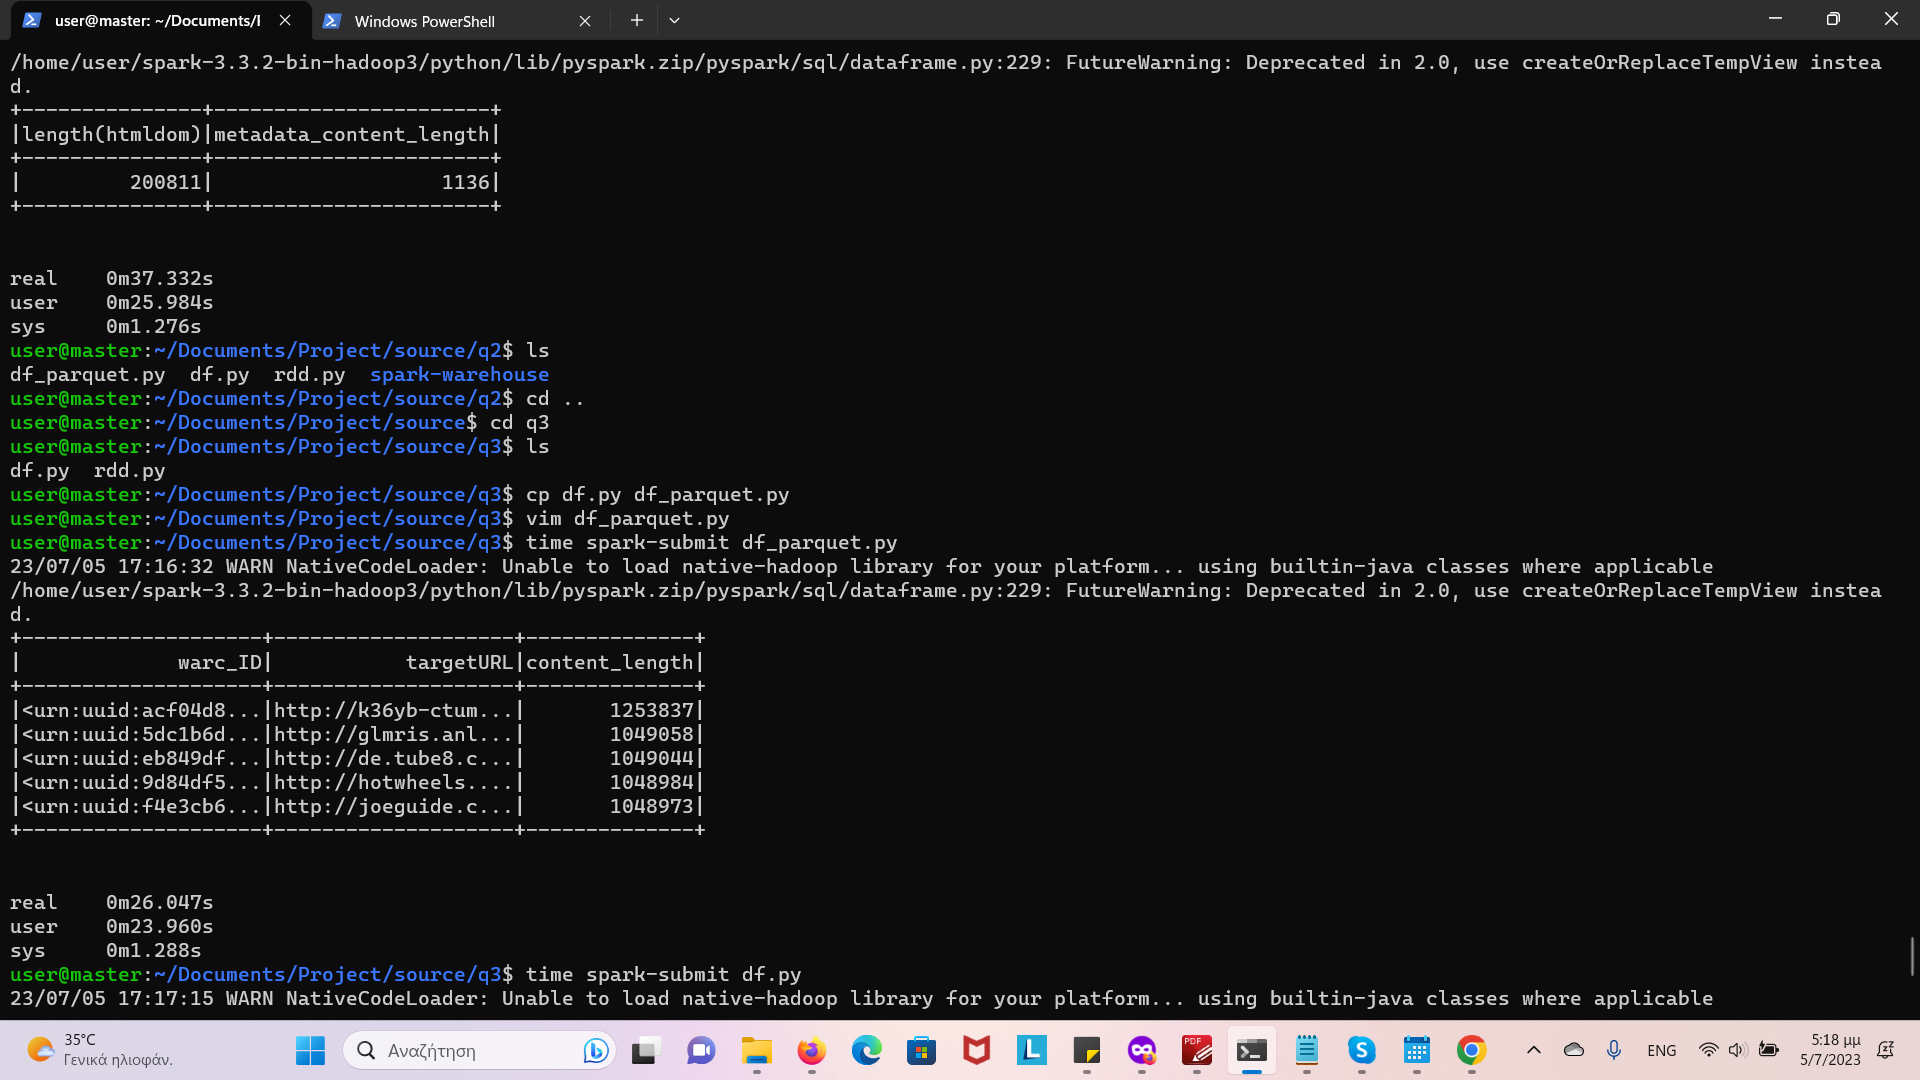 user@master: ~/Documents/I
Windows PowerShell
/home/user/spark-3.3.2-bin-hadoop3/python/lib/pyspark.zip/pyspark/sql/dataframe.py:229: FutureWarning: Deprecated in 2.0, use createOrReplaceTempView instea
d.
+---------------+-----------------------+
|length(htmldom)|metadata_content_length|
+---------------+-----------------------+
|         200811|                   1136|
+---------------+-----------------------+
real    0m37.332s
user    0m25.984s
sys     0m1.276s
user@master:~/Documents/Project/source/q2$ ls
df_parquet.py  df.py  rdd.py  spark-warehouse
user@master:~/Documents/Project/source/q2$ cd ..
user@master:~/Documents/Project/source$ cd q3
user@master:~/Documents/Project/source/q3$ ls
df.py  rdd.py
user@master:~/Documents/Project/source/q3$ cp df.py df_parquet.py
user@master:~/Documents/Project/source/q3$ vim df_parquet.py
user@master:~/Documents/Project/source/q3$ time spark-submit df_parquet.py
23/07/05 17:16:32 WARN NativeCodeLoader: Unable to load native-hadoop library for your platform... using builtin-java classes where applicable
/home/user/spark-3.3.2-bin-hadoop3/python/lib/pyspark.zip/pyspark/sql/dataframe.py:229: FutureWarning: Deprecated in 2.0, use createOrReplaceTempView instea
d.
+--------------------+--------------------+--------------+
|             warc_ID|           targetURL|content_length|
+--------------------+--------------------+--------------+
|<urn:uuid:acf04d8...|http://k36yb-ctum...|       1253837|
|<urn:uuid:5dc1b6d...|http://glmris.anl...|       1049058|
|<urn:uuid:eb849df...|http://de.tube8.c...|       1049044|
|<urn:uuid:9d84df5...|http://hotwheels....|       1048984|
|<urn:uuid:f4e3cb6...|http://joeguide.c...|       1048973|
+--------------------+--------------------+--------------+
real    0m26.047s
user    0m23.960s
sys     0m1.288s
user@master:~/Documents/Project/source/q3$ time spark-submit df.py
23/07/05 17:17:15 WARN NativeCodeLoader: Unable to load native-hadoop library for your platform... using builtin-java classes where applicable
35°C
Γενικά ηλιοφάν.
Αναζήτηση
L
PDF
ENG
5:18 μμ
5/7/2023